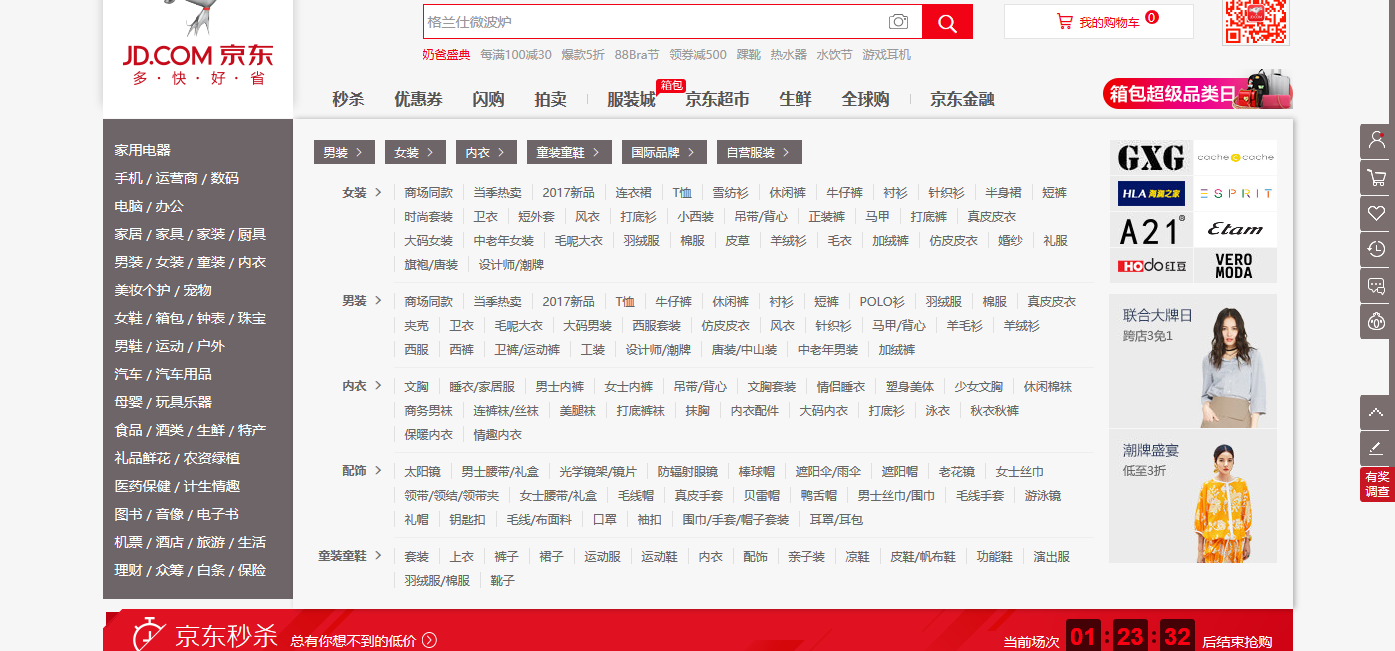 JD.COM 京东
多·快·好·省
格兰仕微波炉
我的购物车 0
奶爸盛典 每满100减30 爆款5折 88Bra节 领券减500 踝靴 热水器 水饮节 游戏耳机
箱包
秒杀 优惠券 闪购 拍卖 服装城 京东超市 生鲜 全球购 京东金融
箱包超级品类日
家用电器
手机 / 运营商 / 数码
电脑 / 办公
家居 / 家具 / 家装 / 厨具
男装 / 女装 / 童装 / 内衣
美妆个护 / 宠物
女鞋 / 箱包 / 钟表 / 珠宝
男鞋 / 运动 / 户外
汽车 / 汽车用品
母婴 / 玩具乐器
食品 / 酒类 / 生鲜 / 特产
礼品鲜花 / 农资绿植
医药保健 / 计生情趣
图书 / 音像 / 电子书
机票 / 酒店 / 旅游 / 生活
理财 / 众筹 / 白条 / 保险
男装 > 女装 > 内衣 > 童装童鞋 > 国际品牌 > 自营服装 >
女装 > 商场同款 当季热卖 2017新品 连衣裙 T恤 雪纺衫 休闲裤 牛仔裤 衬衫 针织衫 半身裙 短裤
时尚套装 卫衣 短外套 风衣 打底衫 小西装 吊带/背心 正装裤 马甲 打底裤 真皮皮衣
大码女装 中老年女装 毛呢大衣 羽绒服 棉服 皮草 羊绒衫 毛衣 加绒裤 仿皮皮衣 婚纱 礼服
旗袍/唐装 设计师/潮牌
男装 > 商场同款 当季热卖 2017新品 T恤 牛仔裤 休闲裤 衬衫 短裤 POLO衫 羽绒服 棉服 真皮皮衣
夹克 卫衣 毛呢大衣 大码男装 西服套装 仿皮皮衣 风衣 针织衫 马甲/背心 羊毛衫 羊绒衫
西服 西裤 卫裤/运动裤 工装 设计师/潮牌 唐装/中山装 中老年男装 加绒裤
内衣 > 文胸 睡衣/家居服 男士内裤 女士内裤 吊带/背心 文胸套装 情侣睡衣 塑身美体 少女文胸 休闲棉袜
商务男袜 连裤袜/丝袜 美腿袜 打底裤袜 抹胸 内衣配件 大码内衣 打底衫 泳衣 秋衣秋裤
保暖内衣 情趣内衣
配饰 > 太阳镜 男士腰带/礼盒 光学镜架/镜片 防辐射眼镜 棒球帽 遮阳伞/雨伞 遮阳帽 老花镜 女士丝巾
领带/领结/领带夹 女士腰带/礼盒 毛线帽 真皮手套 贝雷帽 鸭舌帽 男士丝巾/围巾 毛线手套 游泳镜
礼帽 钥匙扣 毛线/布面料 口罩 袖扣 围巾/手套/帽子套装 耳罩/耳包
童装童鞋 > 套装 上衣 裤子 裙子 运动服 运动鞋 内衣 配饰 亲子装 凉鞋 皮鞋/帆布鞋 功能鞋 演出服
羽绒服/棉服 靴子
GXG cache cache
HLA 海澜之家 ESPRIT
A21 Etam
HOdo 红豆 VERO MODA
联合大牌日
跨店3免1
潮牌盛宴
低至3折
有奖
调查
京东秒杀 总有你想不到的低价
当前场次 01:23:32 后结束抢购